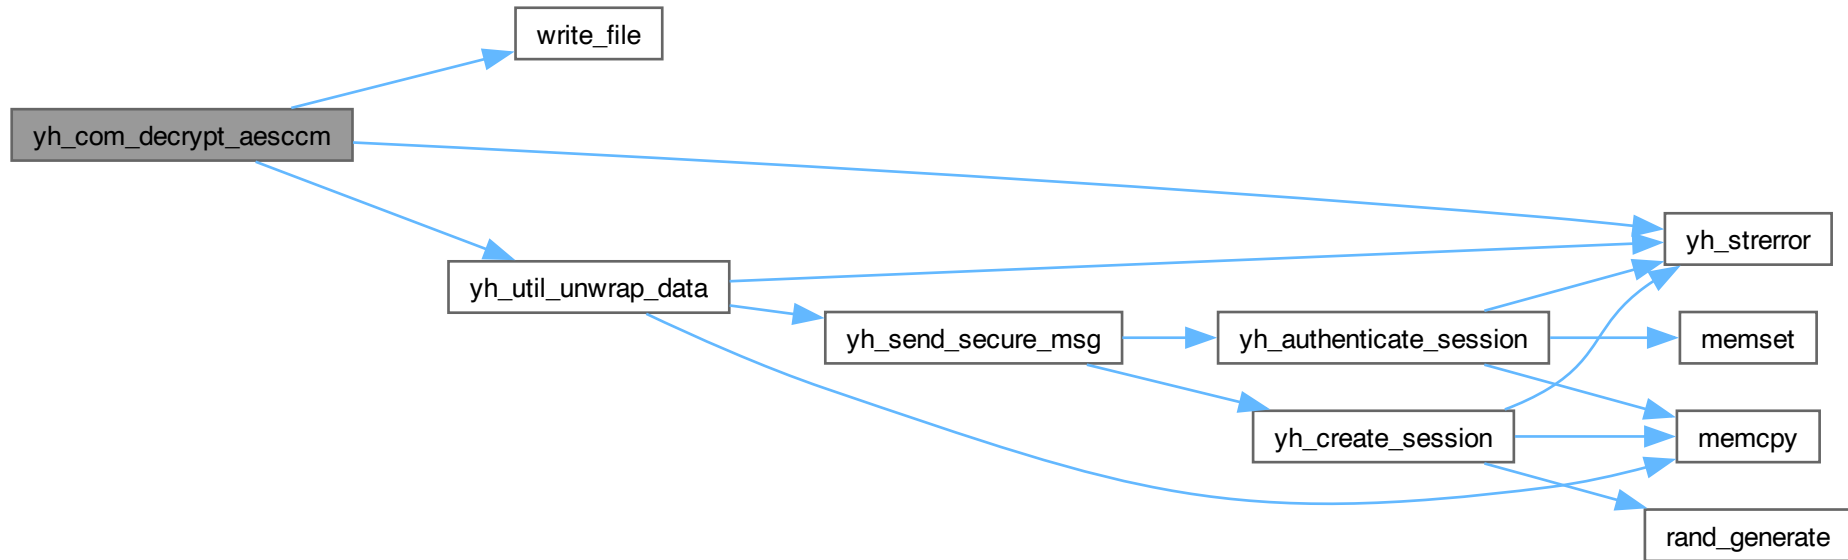 write_file
yh_com_decrypt_aesccm
yh_strerror
yh_util_unwrap_data
yh_send_secure_msg
yh_authenticate_session
memset
yh_create_session
memcpy
rand_generate